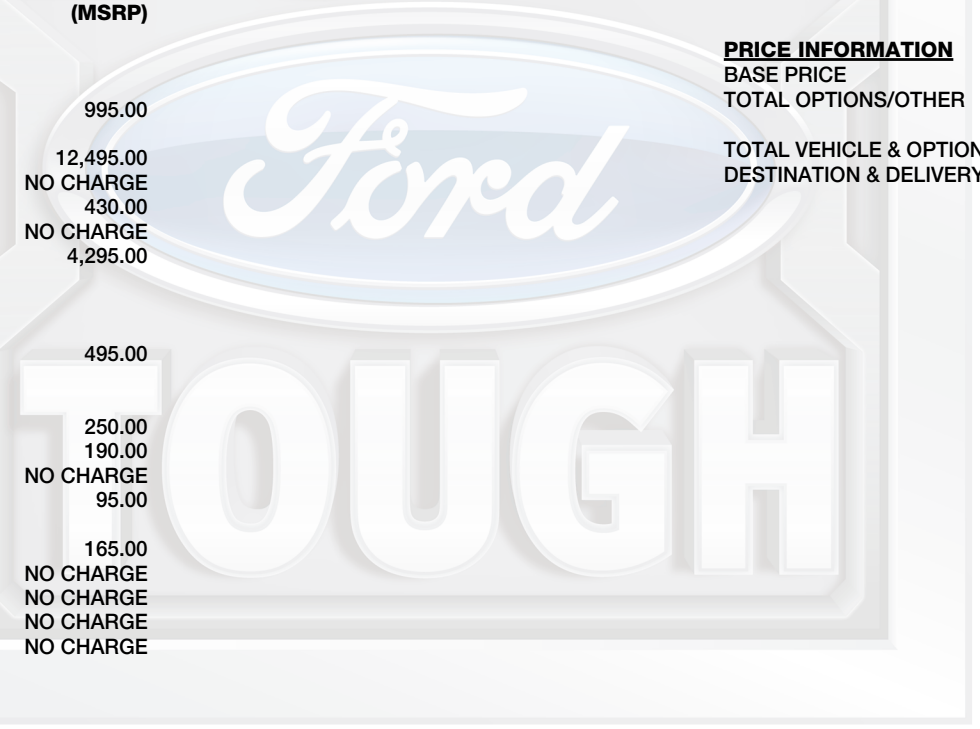 (MSRP)
995.00
12,495.00
NO CHARGE
430.00
NO CHARGE
4,295.00
495.00
250.00
190.00
NO CHARGE
95.00
165.00
NO CHARGE
NO CHARGE
NO CHARGE
NO CHARGE
PRICE INFORMATION
BASE PRICE
TOTAL OPTIONS/OTHER
TOTAL VEHICLE & OPTION
DESTINATION & DELIVERY
Ford
TOUGH